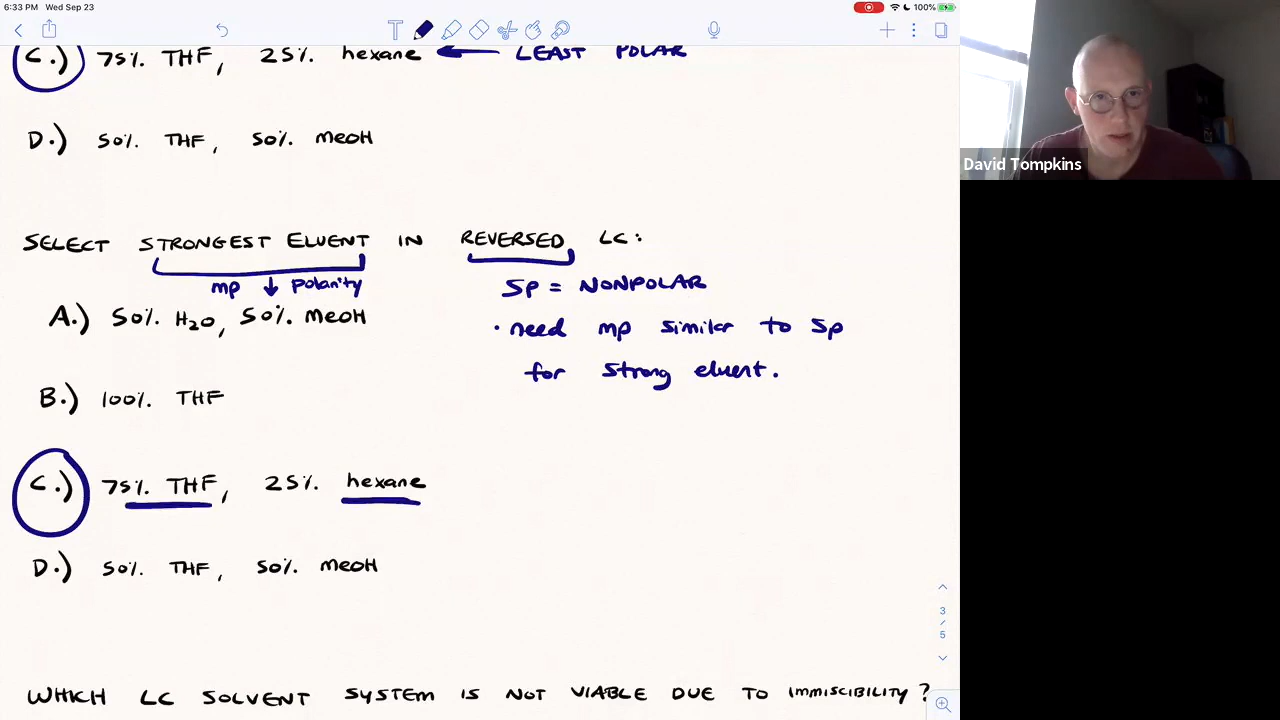 6:33 PM Wed Sep 23
100%
C.) 75% THF, 25% hexane ← LEAST POLAR
D.) 50% THF, 50% MeOH
David Tompkins
SELECT STRONGEST ELUENT IN REVERSED LC:
mp ↓ polarity
SP = NONPOLAR
A.) 50% H2O, 50% MeOH
· need mp similar to SP
for strong eluent.
B.) 100% THF
C.) 75% THF, 25% hexane
D.) 50% THF, 50% MeOH
3
/
5
WHICH LC SOLVENT SYSTEM IS NOT VIABLE DUE TO IMMISCIBILITY?